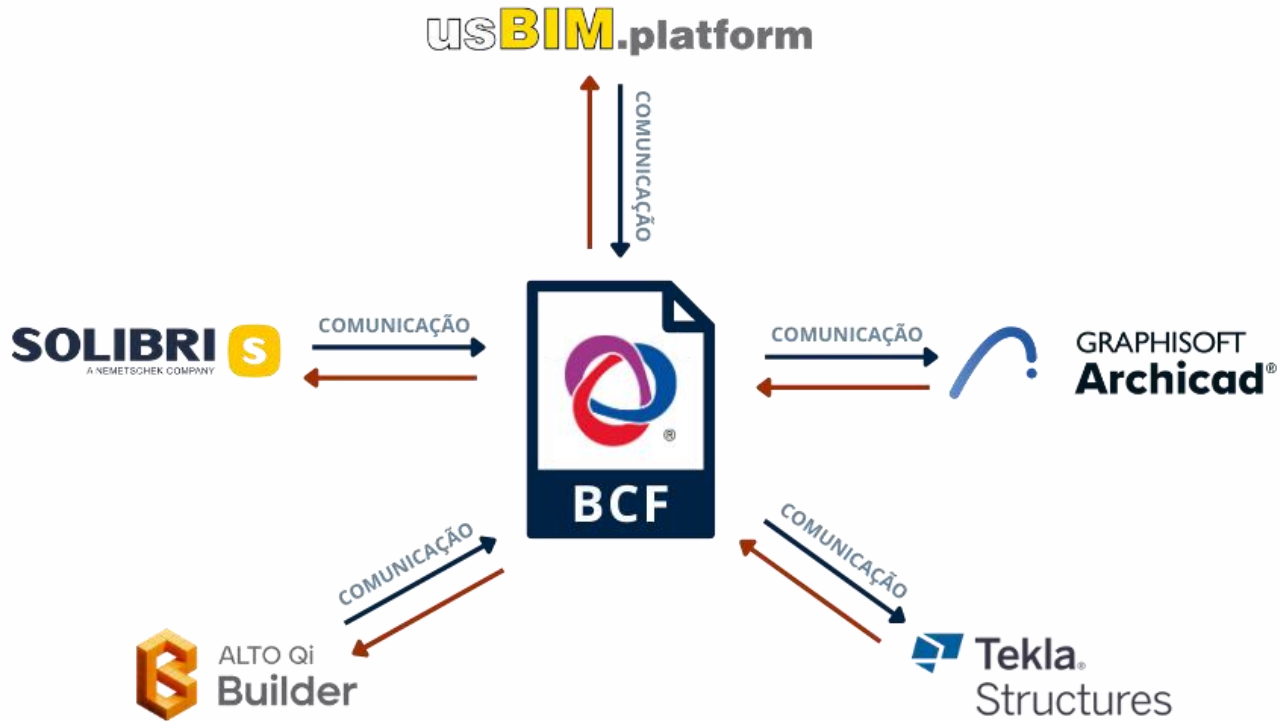 usBIM.platform
COMUNICAÇÃO
SOLIBRI S
A NEMETSCHEK COMPANY
COMUNICAÇÃO
COMUNICAÇÃO
GRAPHISOFT
Archicad®
®
BCF
COMUNICAÇÃO
COMUNICAÇÃO
ALTO Qi
Builder
Tekla®
Structures